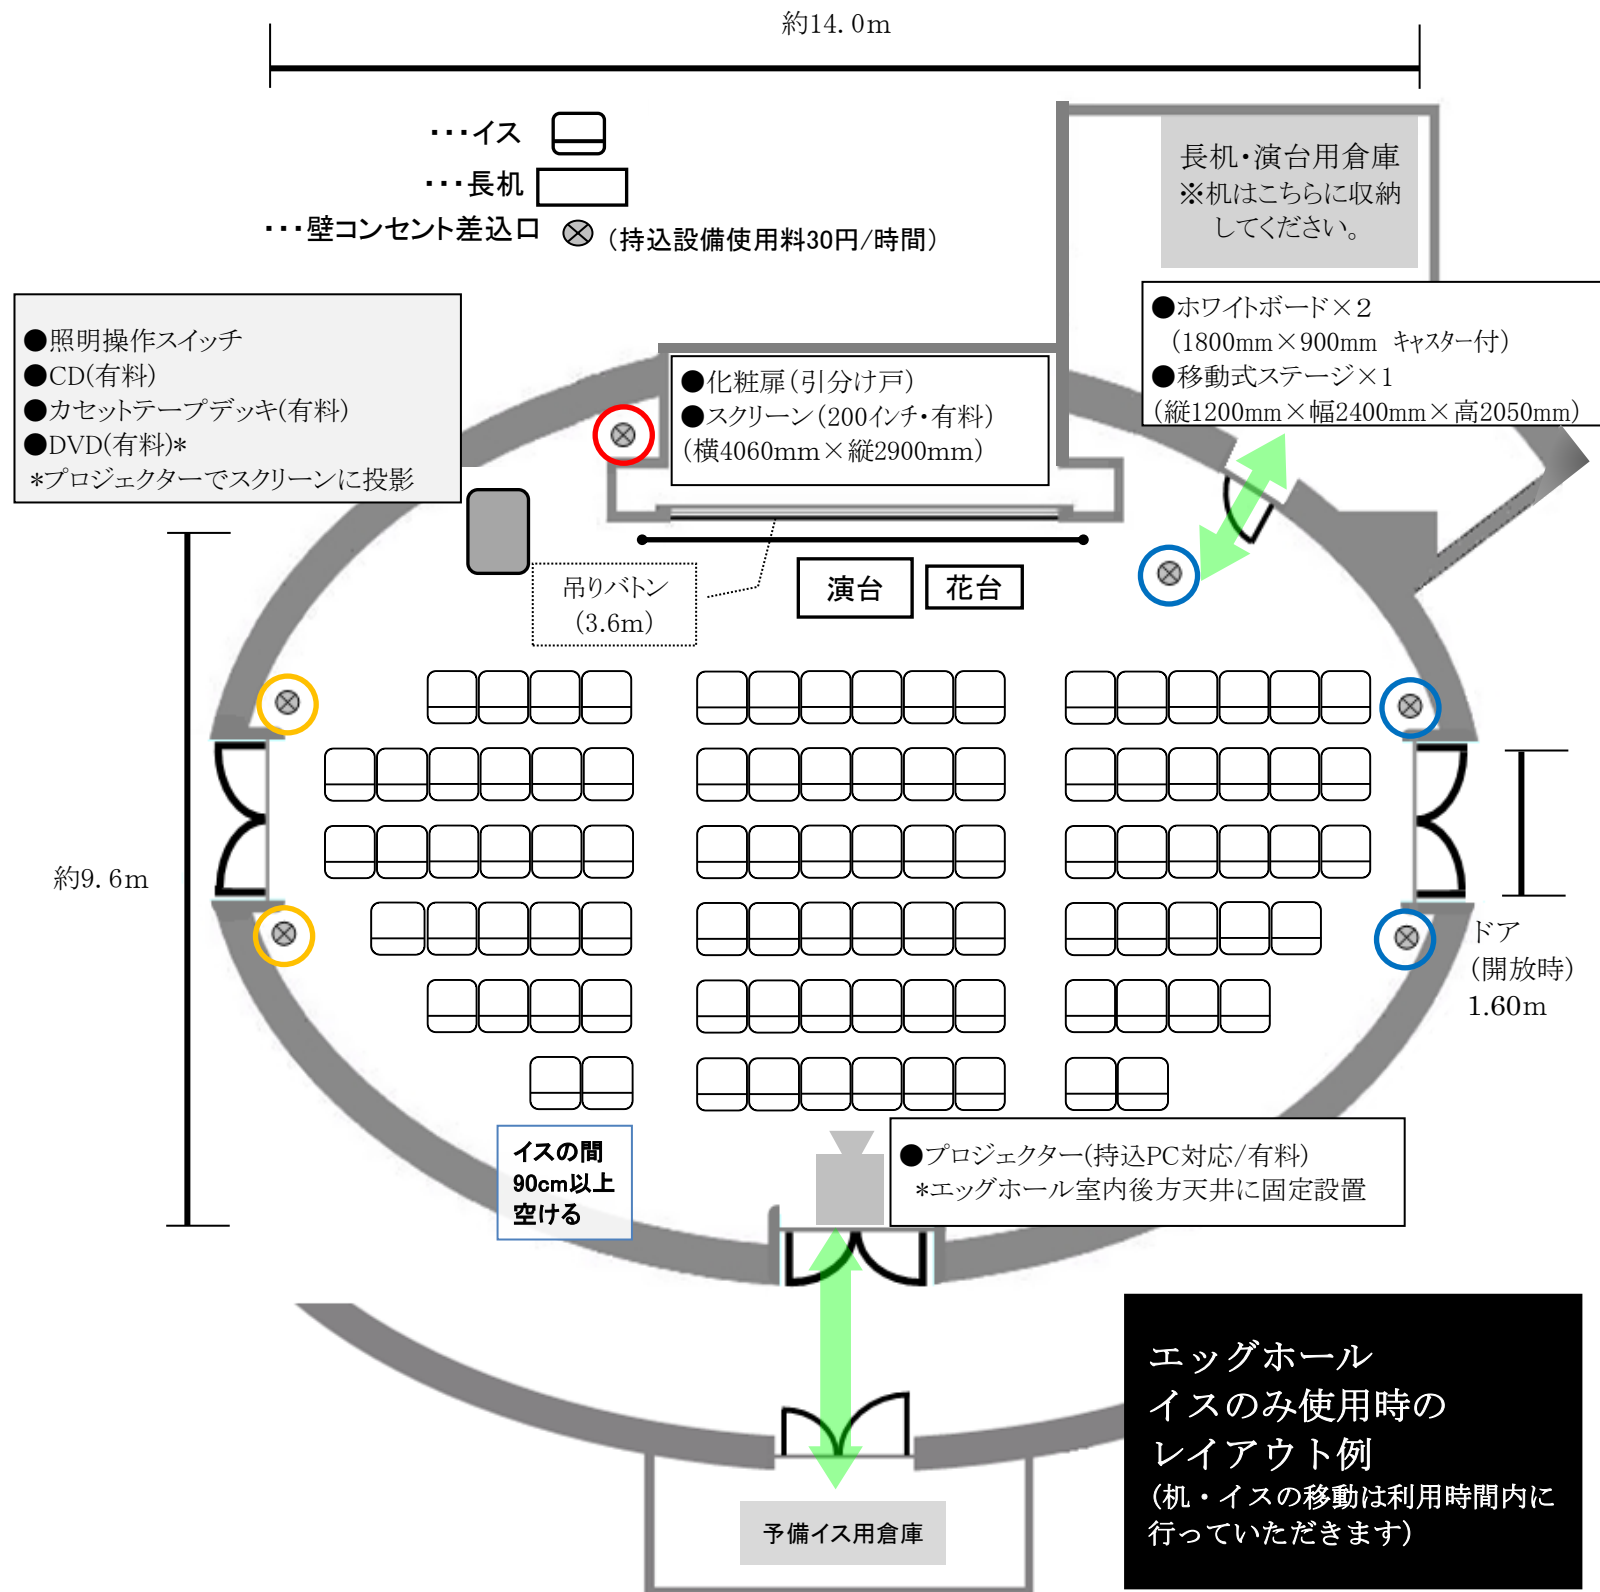 約14.0m
・・・イス
・・・長机
・・・壁コンセント差込口 (持込設備使用料30円/時間)
長机・演台用倉庫
※机はこちらに収納
してください。
●照明操作スイッチ
●CD(有料)
●カセットテープデッキ(有料)
●DVD(有料)*
*プロジェクターでスクリーンに投影
●化粧扉(引分け戸)
●スクリーン(200インチ・有料)
(横4060mm×縦2900mm)
●ホワイトボード×2
(1800mm×900mm キャスター付)
●移動式ステージ×1
(縦1200mm×幅2400mm×高2050mm)
吊りバトン
(3.6m)
演台
花台
約9.6m
ドア
(開放時)
1.60m
イスの間
90cm以上
空ける
●プロジェクター(持込PC対応/有料)
*エッグホール室内後方天井に固定設置
エッグホール
イスのみ使用時の
レイアウト例
(机・イスの移動は利用時間内に
行っていただきます)
予備イス用倉庫